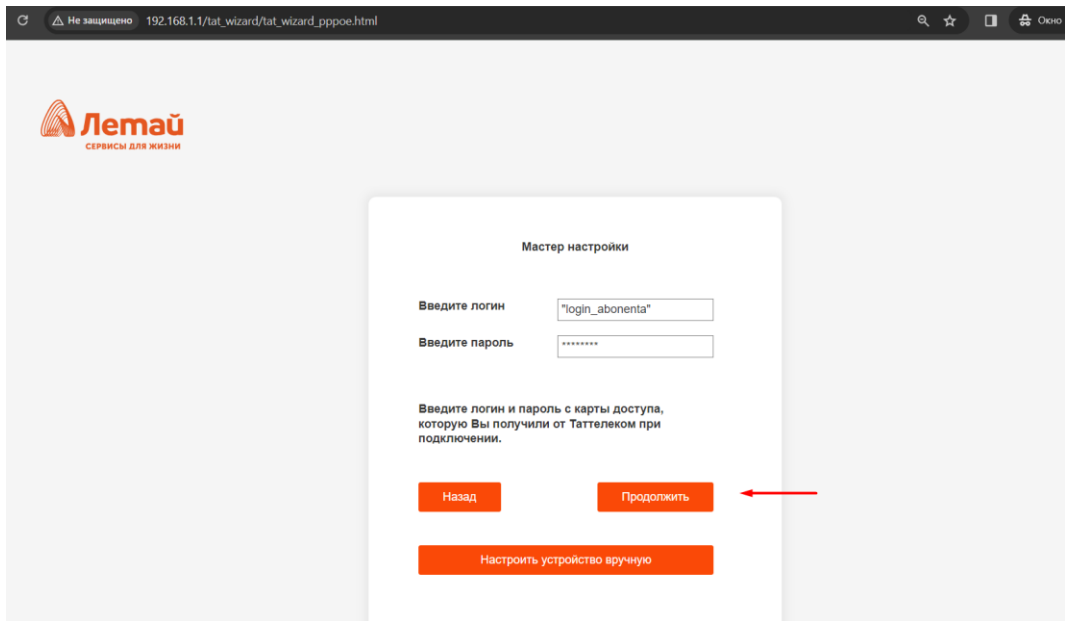 Не защищено 192.168.1.1/tat_wizard/tat_wizard_pppoe.html Окно
Летай
СЕРВИСЫ ДЛЯ ЖИЗНИ
Мастер настройки
Введите логин "login_abonenta"
Введите пароль ********
Введите логин и пароль с карты доступа,
которую Вы получили от Таттелеком при
подключении.
Назад Продолжить
Настроить устройство вручную